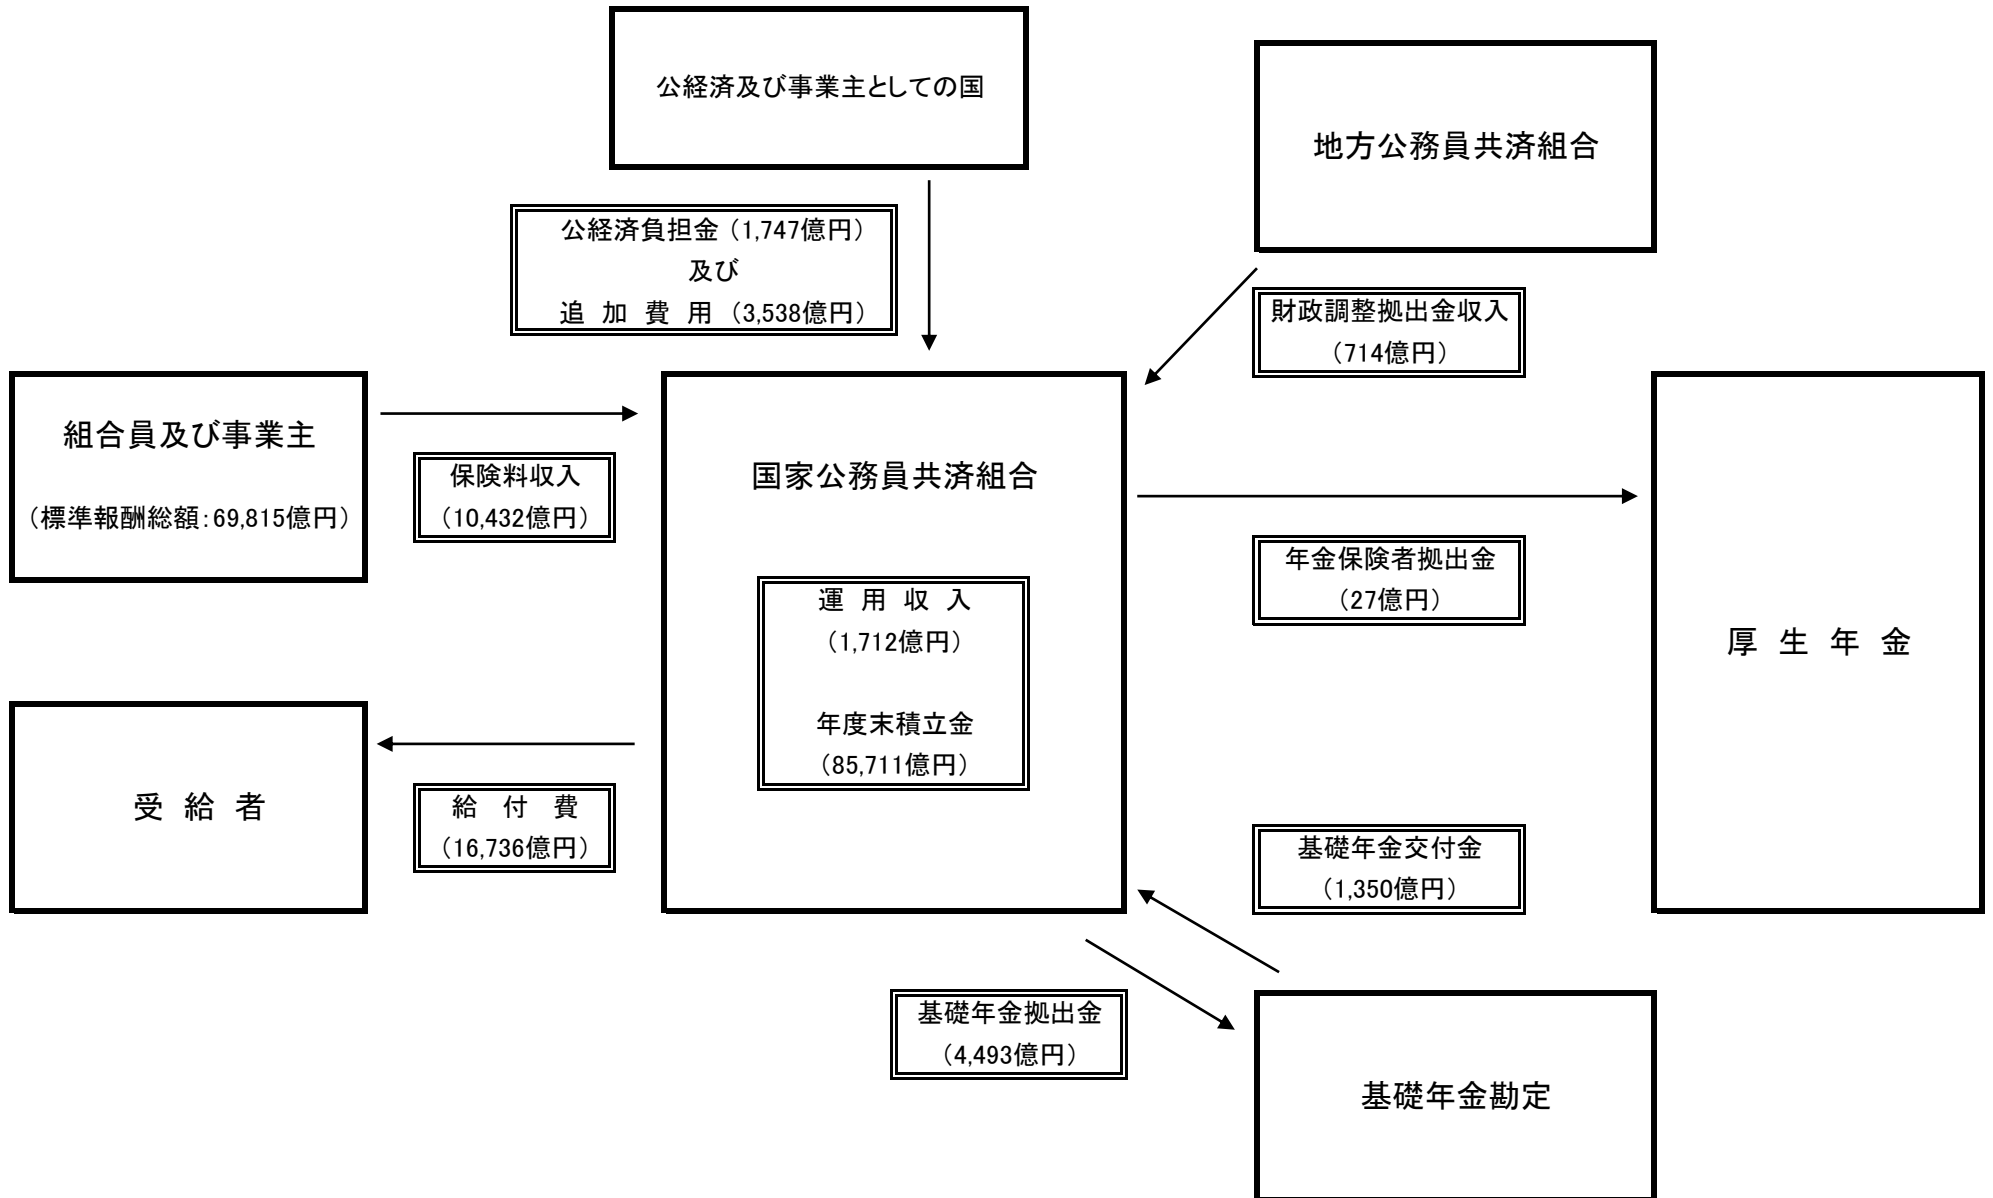 公経済及び事業主としての国
地方公務員共済組合
公経済負担金（1,747億円）
及び
追　加　費　用　（3,538億円）
財政調整拠出金収入
（714億円）
組合員及び事業主
（標準報酬総額：69,815億円）
保険料収入
（10,432億円）
国家公務員共済組合
運　用　収　入
（1,712億円）
年度末積立金
（85,711億円）
年金保険者拠出金
（27億円）
厚　生　年　金
受　給　者
給　付　費
（16,736億円）
基礎年金交付金
（1,350億円）
基礎年金拠出金
（4,493億円）
基礎年金勘定